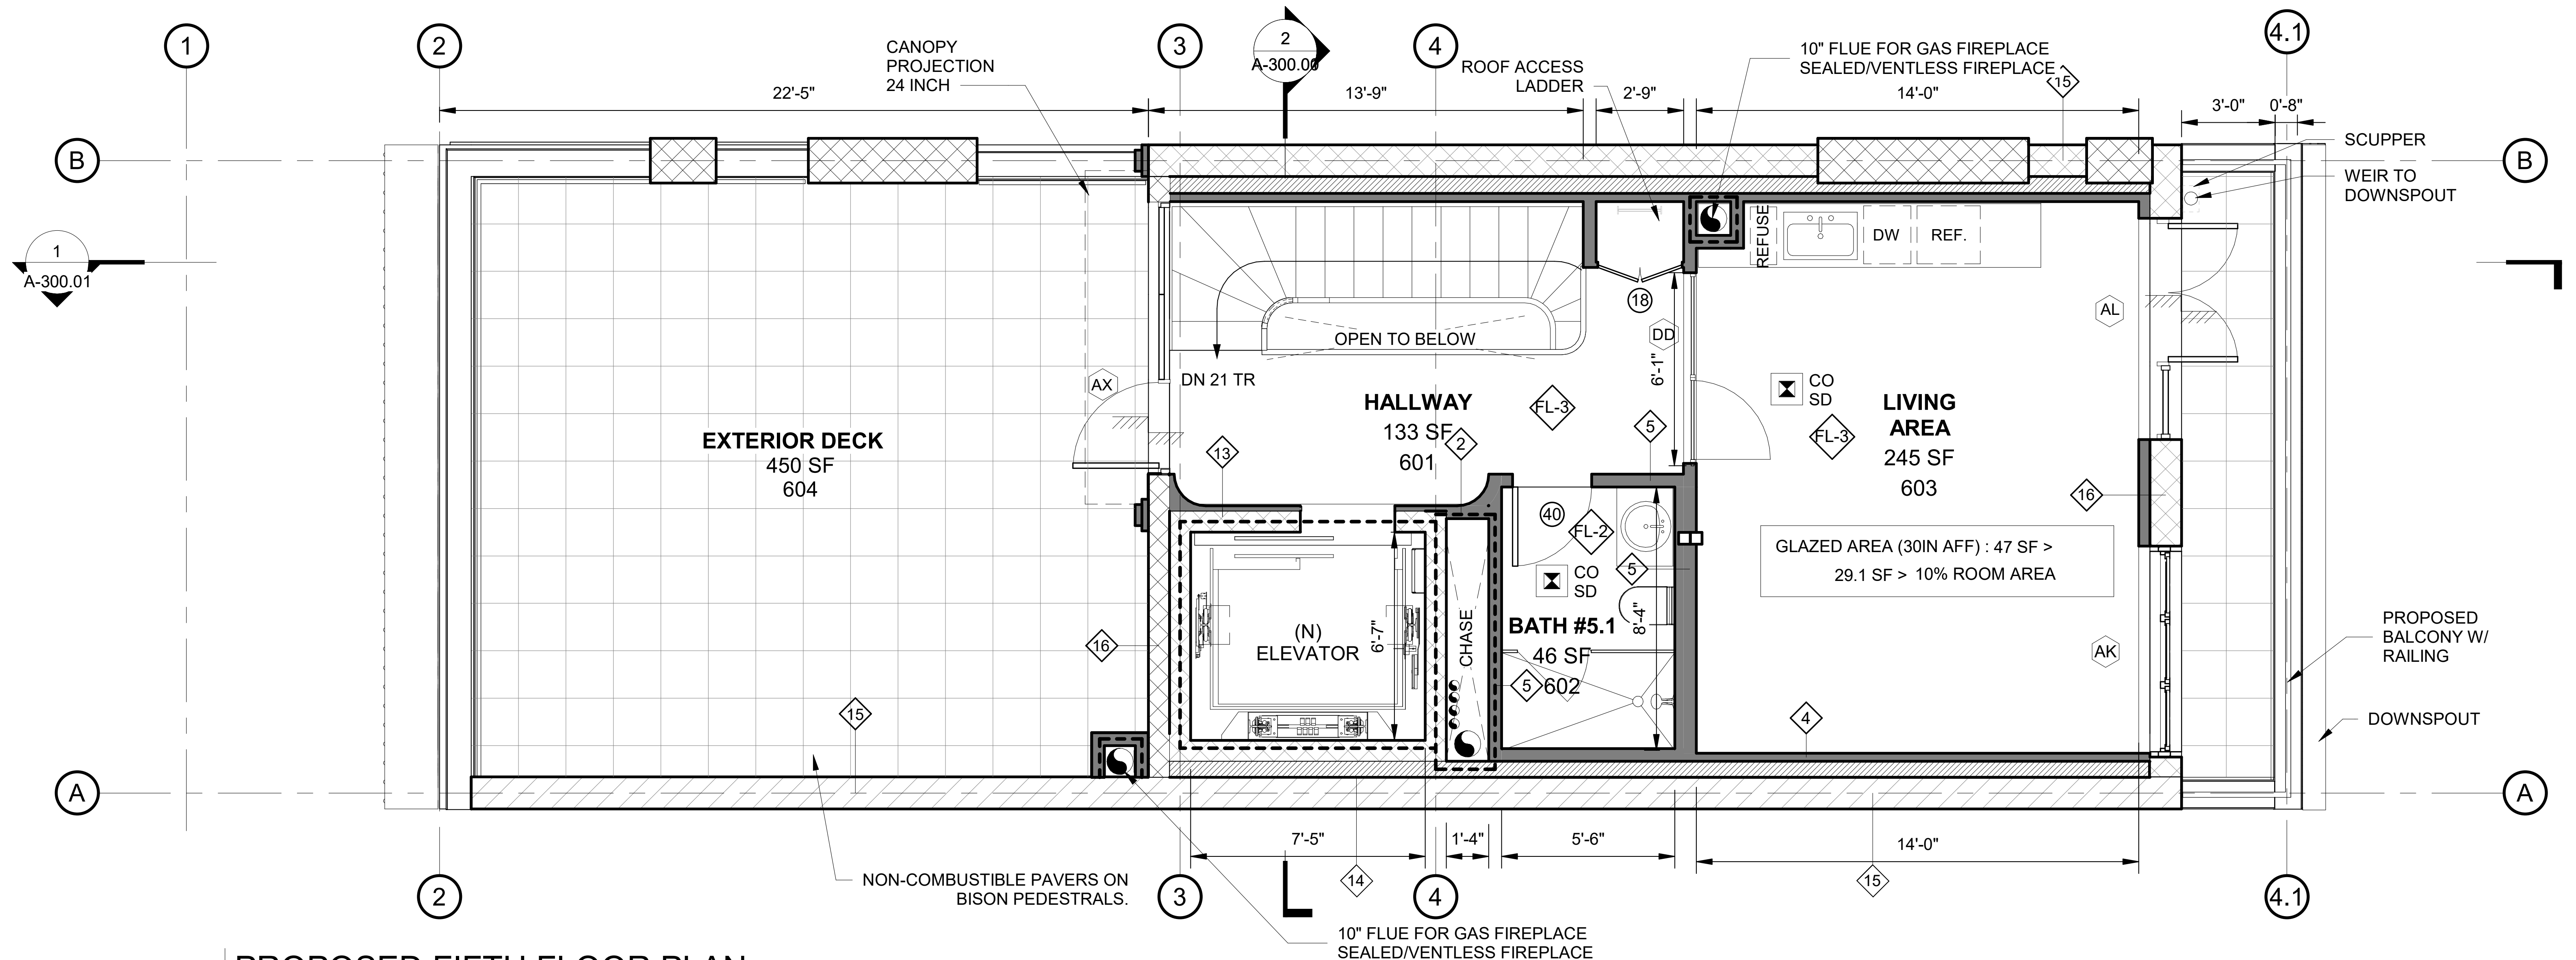 1
2
3
4
4.1
2
A-300.00
CANOPY
PROJECTION
24 INCH
ROOF ACCESS
LADDER
10" FLUE FOR GAS FIREPLACE
SEALED/VENTLESS FIREPLACE
15
22'-5"
13'-9"
2'-9"
14'-0"
3'-0"
0'-8"
SCUPPER
WEIR TO
DOWNSPOUT
B
B
1
A-300.01
REFUSE
DW
REF.
18
DD
AL
OPEN TO BELOW
6'-1"
DN 21 TR
AX
CO
SD
HALLWAY
133 SF
601
FL-3
2
5
13
FL-3
LIVING
AREA
245 SF
603
16
EXTERIOR DECK
450 SF
604
40
FL-2
5
CO
SD
GLAZED AREA (30IN AFF) : 47 SF >
29.1 SF > 10% ROOM AREA
(N)
ELEVATOR
6'-7"
CHASE
BATH #5.1
46 SF
602
8'-4"
5
16
AK
PROPOSED
BALCONY W/
RAILING
15
4
DOWNSPOUT
A
A
7'-5"
1'-4"
5'-6"
14'-0"
14
15
NON-COMBUSTIBLE PAVERS ON
BISON PEDESTRALS.
2
3
4
4.1
10" FLUE FOR GAS FIREPLACE
SEALED/VENTLESS FIREPLACE
PROPOSED FIFTH FLOOR PLAN